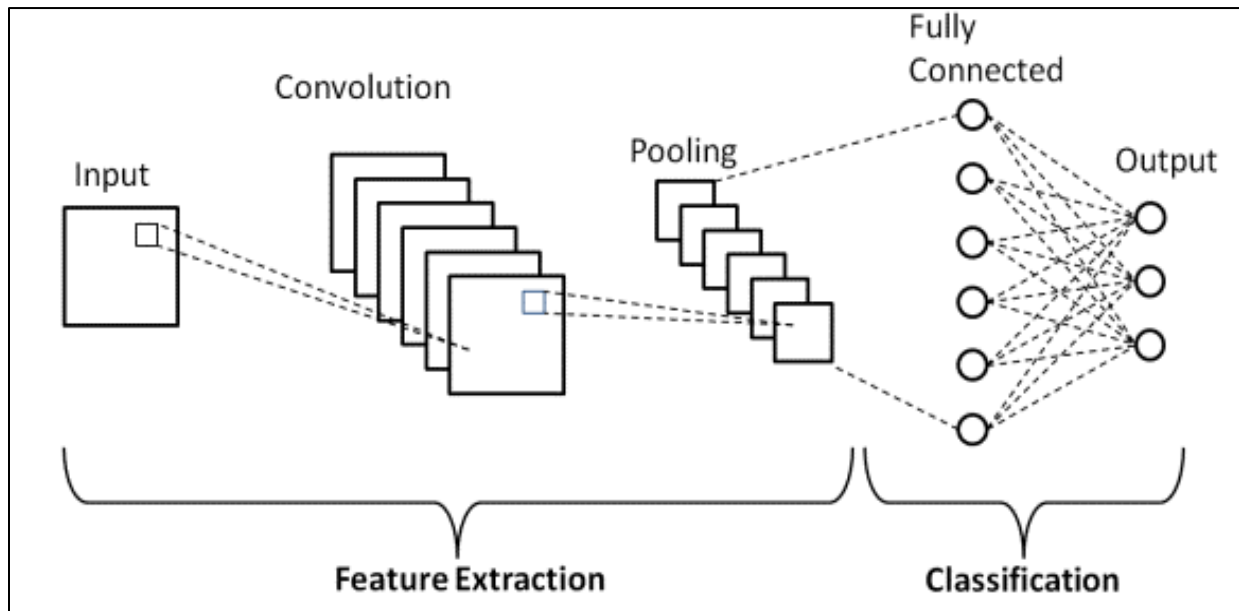 Input
Convolution
Pooling
Fully
Connected
Output
Feature Extraction
Classification